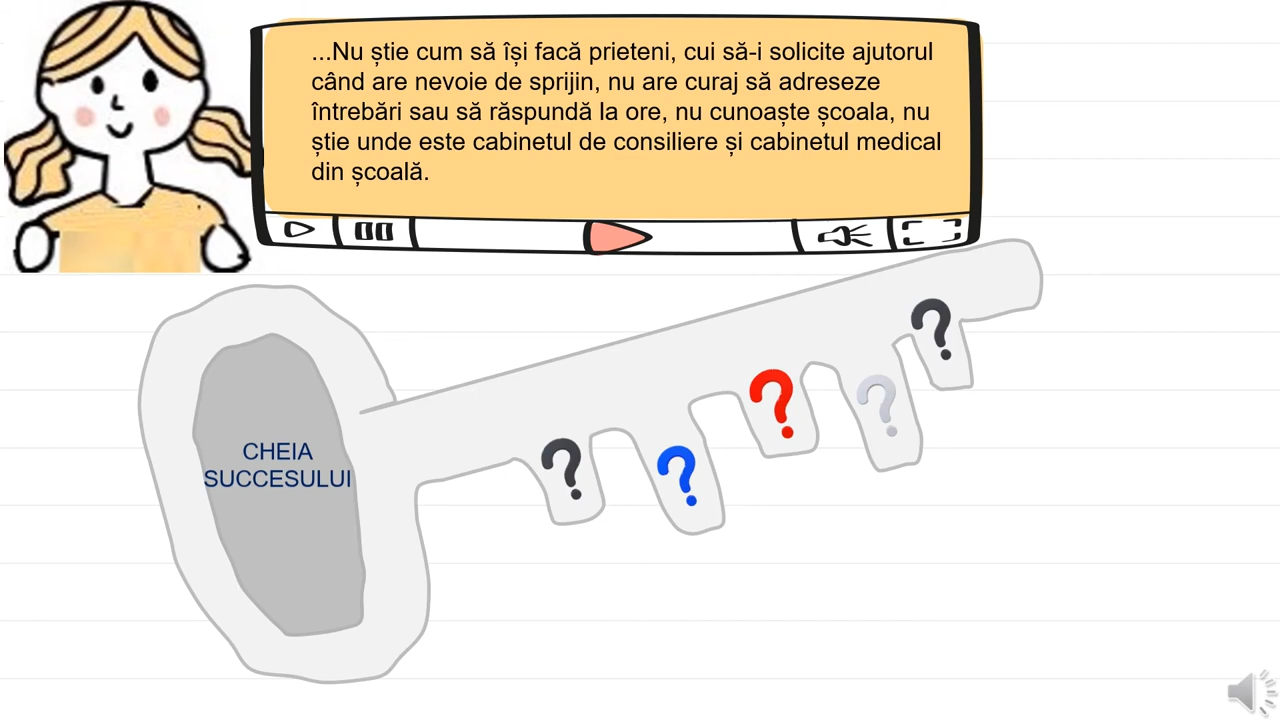 ...Nu știe cum să își facă prieteni, cui să-i solicite ajutorul
când are nevoie de sprijin, nu are curaj să adreseze
întrebări sau să răspundă la ore, nu cunoaște școala, nu
știe unde este cabinetul de consiliere și cabinetul medical
din școală.
?
?
?
?
?
CHEIA
SUCCESULUI